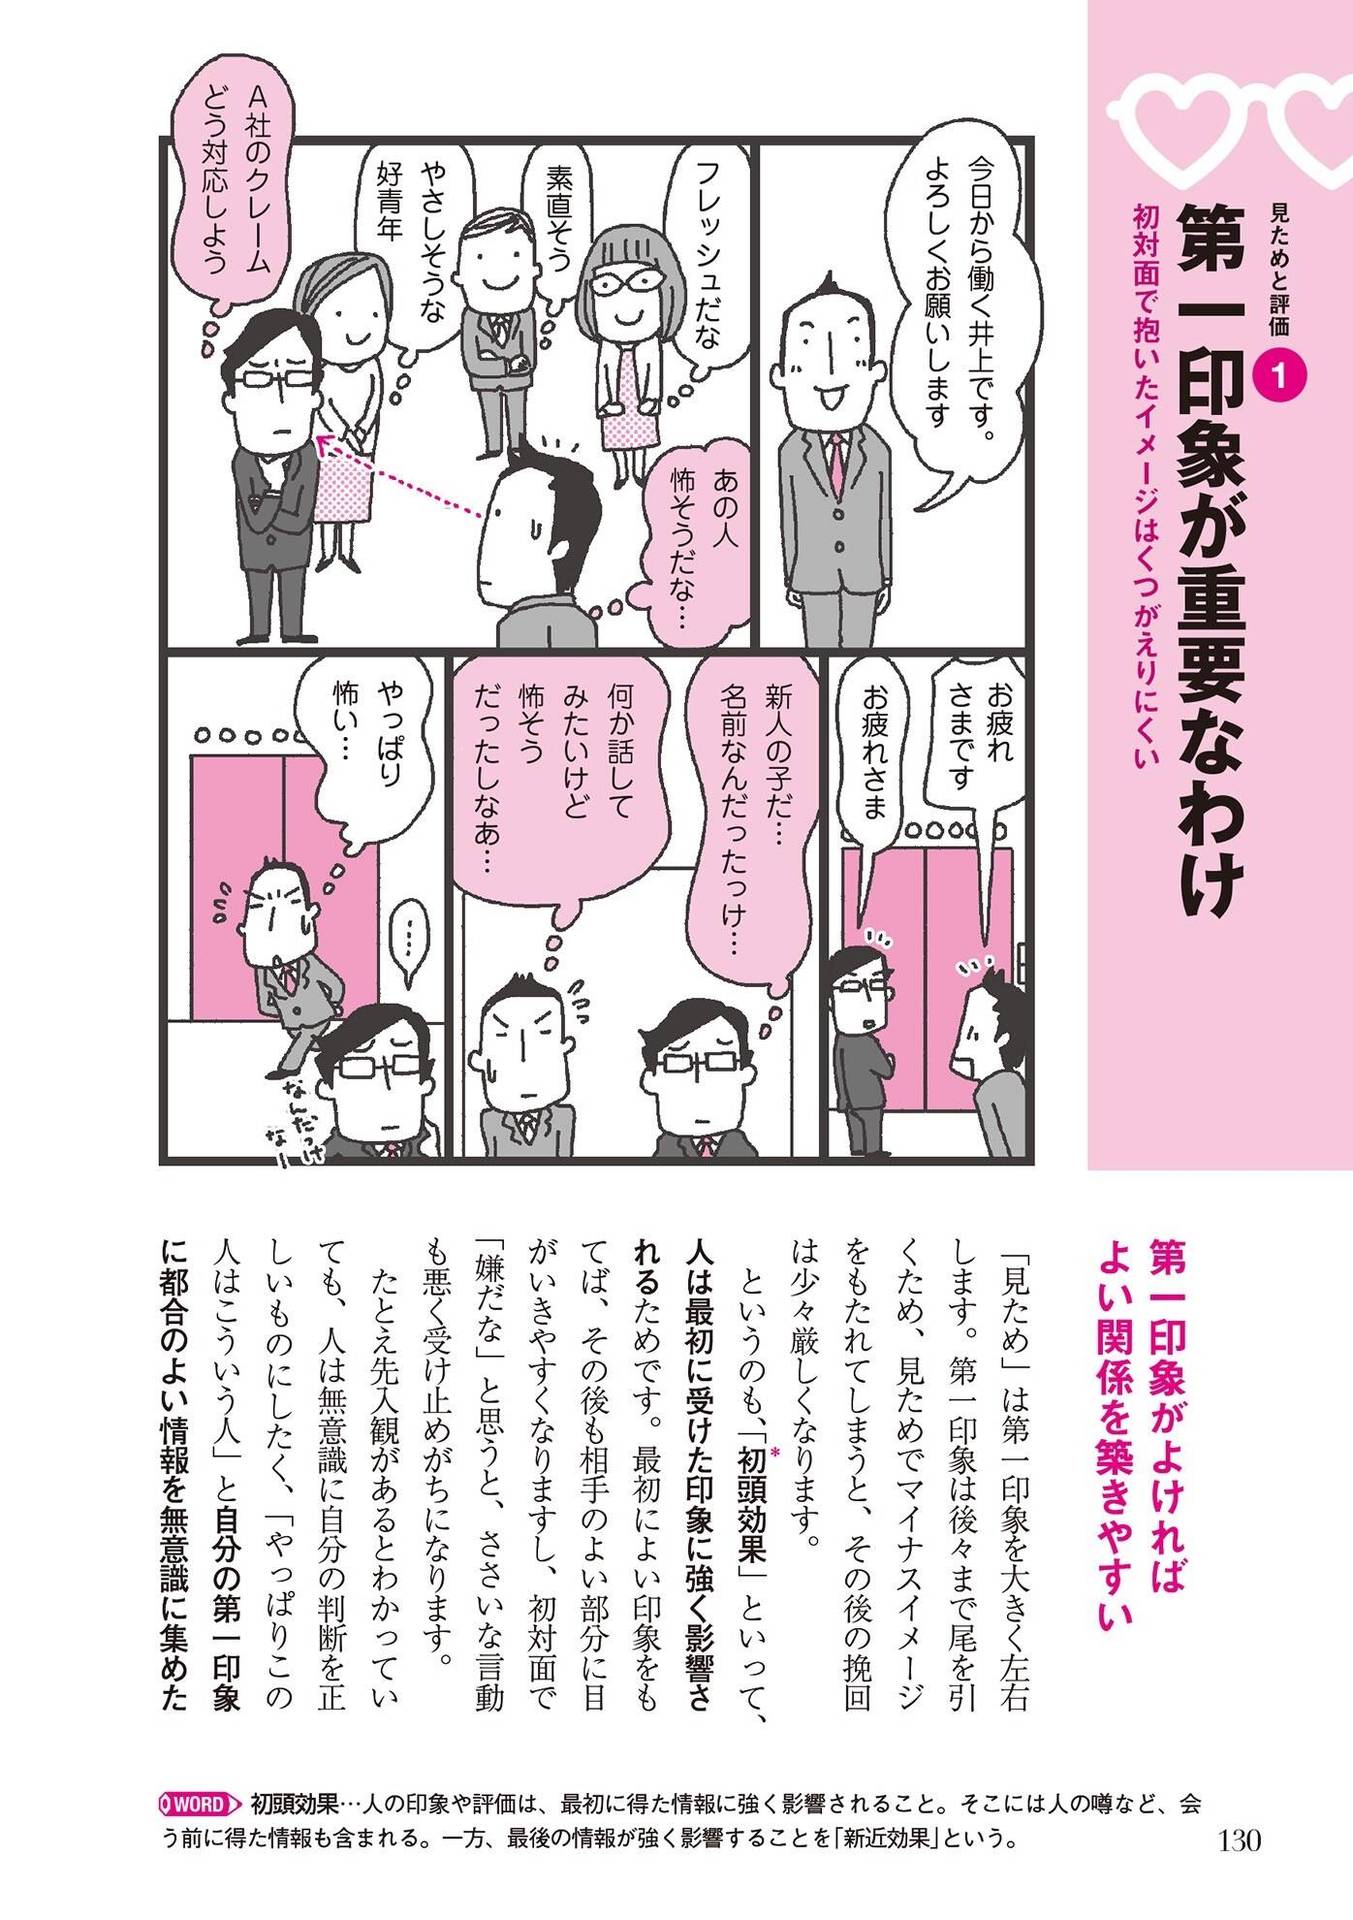 見ためと評価
1
第一印象が重要なわけ
初対面で抱いたイメージはくつがえりにくい
今日から働く井上です。
よろしくお願いします
フレッシュだな
素直そう
やさしそうな
好青年
A社のクレーム
どう対応しよう
あの人
怖そうだな…
お疲れ
さまです
お疲れさま
新人の子だ…
名前なんだったっけ…
何か話して
みたいけど
怖そう
だったしなあ…
やっぱり
怖い…
……
なんだっけ
なー
第一印象がよければ
よい関係を築きやすい
「見ため」は第一印象を大きく左右
します。第一印象は後々まで尾を引
くため、見ためでマイナスイメージ
をもたれてしまうと、その後の挽回
は少々厳しくなります。
というのも、「初頭効果*」といって、
人は最初に受けた印象に強く影響さ
れるためです。最初によい印象をも
てば、その後も相手のよい部分に目
がいきやすくなりますし、初対面で
「嫌だな」と思うと、ささいな言動
も悪く受け止めがちになります。
たとえ先入観があるとわかってい
ても、人は無意識に自分の判断を正
しいものにしたく、「やっぱりこの
人はこういう人」と自分の第一印象
に都合のよい情報を無意識に集めた
WORD 初頭効果…人の印象や評価は、最初に得た情報に強く影響されること。そこには人の噂など、会
う前に得た情報も含まれる。一方、最後の情報が強く影響することを「新近効果」という。
130